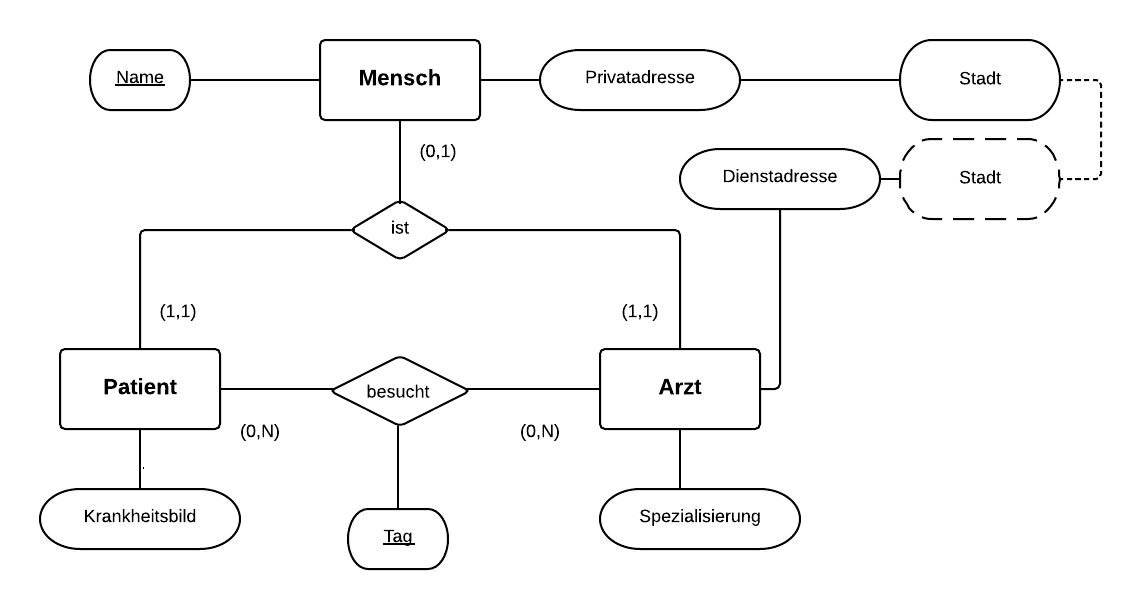 Name
Mensch
Privatadresse
Stadt
(0,1)
Dienstadresse
Stadt
ist
(1,1)
(1,1)
Patient
besucht
Arzt
(0,N)
(0,N)
Krankheitsbild
Tag
Spezialisierung